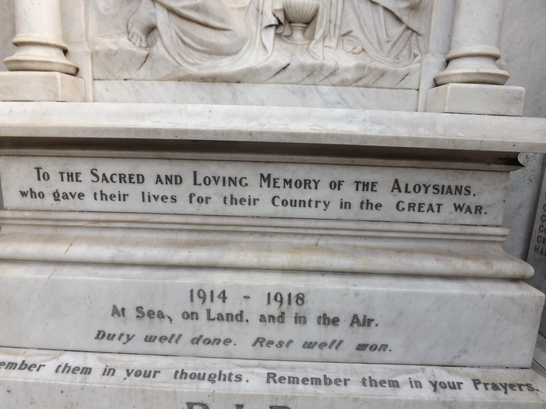 To the Sacred and Loving Memory of the Aloysians,
who gave their lives for their Country in the GREAT WAR.
1914 - 1918
At Sea, on Land, and in the Air.
Duty well done. Rest well won.
them in your thoughts. Remember them in your Prayers.